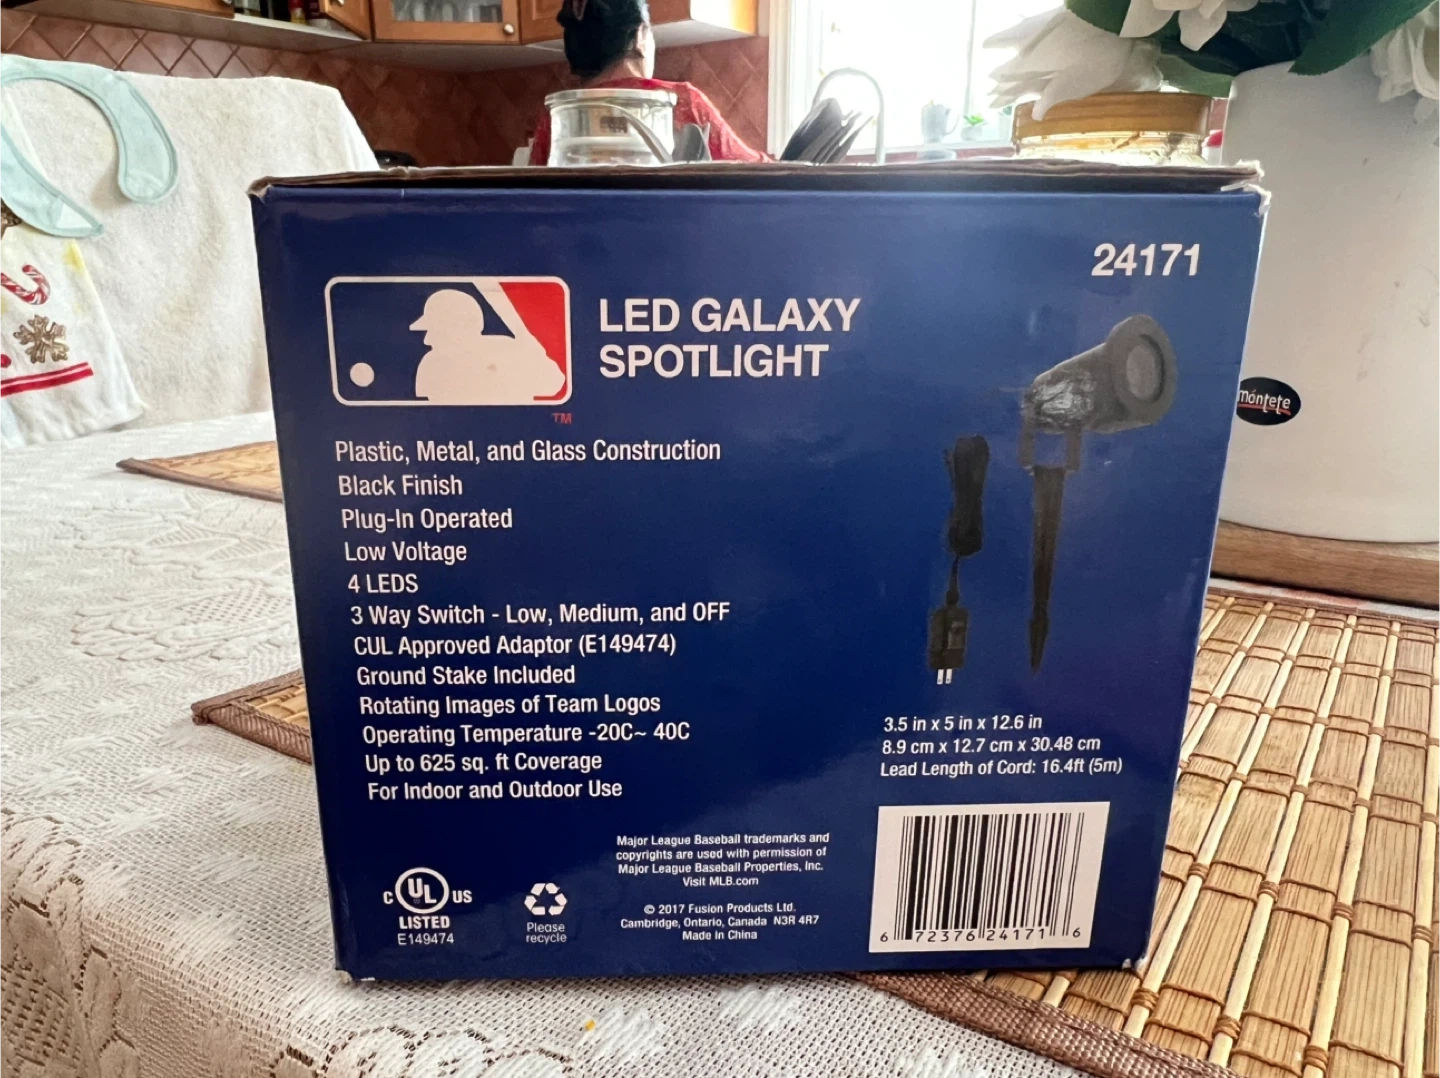 24171
LED GALAXY
SPOTLIGHT
TM
Plastic, Metal, and Glass Construction
Black Finish
Plug-In Operated
Low Voltage
4 LEDS
3 Way Switch - Low, Medium, and OFF
CUL Approved Adaptor (E149474)
Ground Stake Included
Rotating Images of Team Logos
Operating Temperature -20C~ 40C
Up to 625 sq. ft Coverage
For Indoor and Outdoor Use
3.5 in x 5 in x 12.6 in
8.9 cm x 12.7 cm x 30.48 cm
Lead Length of Cord: 16.4ft (5m)
C UL US
LISTED
E149474
Please
recycle
Major League Baseball trademarks and
copyrights are used with permission of
Major League Baseball Properties, Inc.
Visit MLB.com
© 2017 Fusion Products Ltd.
Cambridge, Ontario, Canada N3R 4R7
Made in China
6 72376 24171 6
móntete